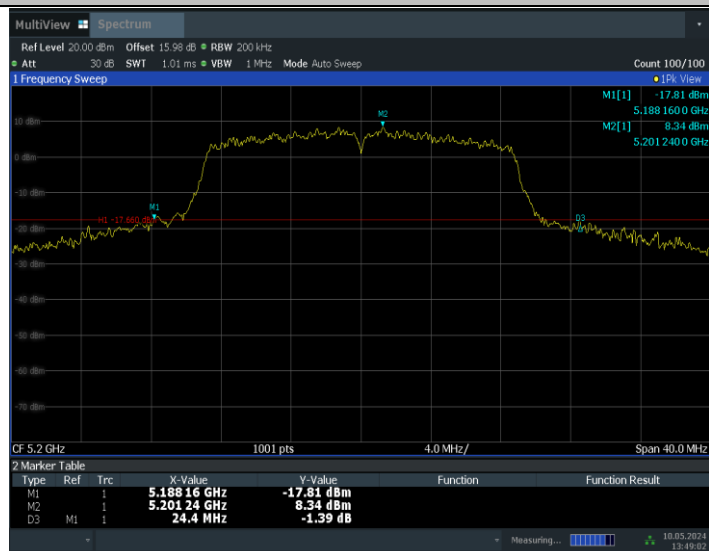 MultiView Spectrum
Ref Level 20.00 dBm Offset 15.98 dB RBW 200 kHz
Att 30 dB SWT 1.01 ms VBW 1 MHz Mode Auto Sweep Count 100/100
1 Frequency Sweep 1Pk View
M1[1] -17.81 dBm
5.188 160 0 GHz
M2[1] 8.34 dBm
5.201 240 0 GHz
M2
10 dBm
0 dBm
-10 dBm
M1
H1 -17.660 dBm
D3
-20 dBm
-30 dBm
-40 dBm
-50 dBm
-60 dBm
-70 dBm
CF 5.2 GHz 1001 pts 4.0 MHz/ Span 40.0 MHz
2 Marker Table
Type Ref Trc X-Value Y-Value Function Function Result
M1 1 5.188 16 GHz -17.81 dBm
M2 1 5.201 24 GHz 8.34 dBm
D3 M1 1 24.4 MHz -1.39 dB
Measuring... 10.05.2024
13:49:02